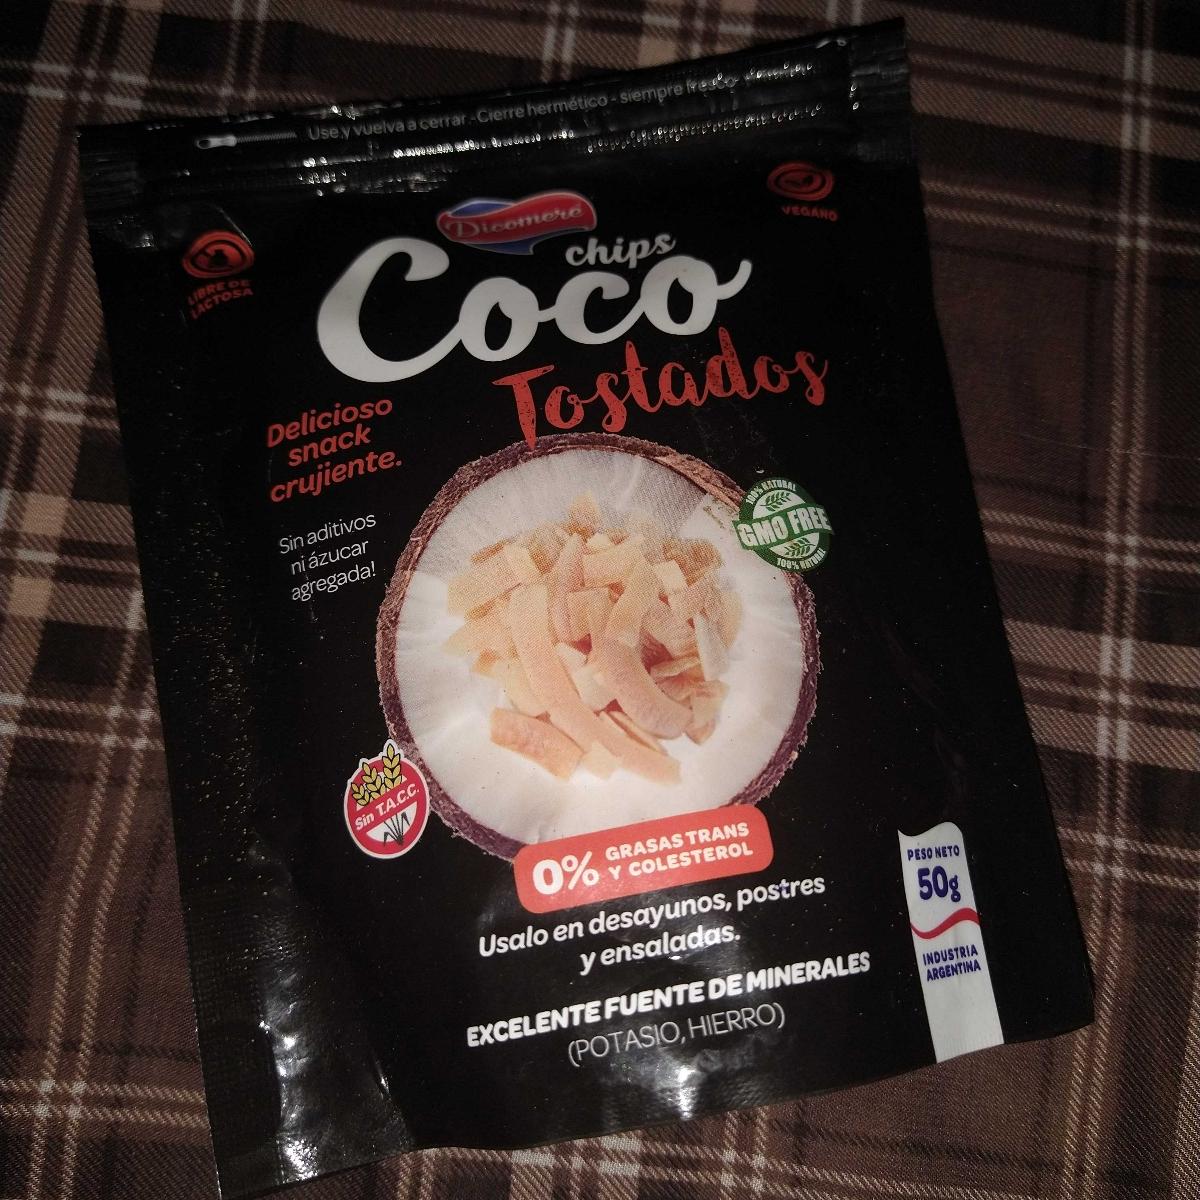 Use y vuelva a cerrar - Cierre hermético - siempre fresco
Dicomere
VEGANO
LIBRE DE
LACTOSA
chips
Coco
Tostados
Delicioso
snack
crujiente.
Sin aditivos
ni ázucar
agregada!
100% NATURAL
GMO FREE
100% NATURAL
Sin T.A.C.C.
0% GRASAS TRANS
Y COLESTEROL
Usalo en desayunos, postres
y ensaladas.
EXCELENTE FUENTE DE MINERALES
(POTASIO, HIERRO)
PESO NETO
50g
INDUSTRIA
ARGENTINA